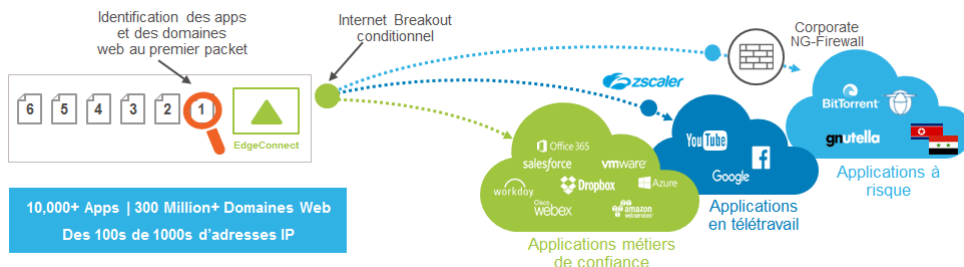 Identification des apps
et des domaines
web au premier packet
Internet Breakout
conditionnel
Corporate
NG-Firewall
6 5 4 3 2 1
EdgeConnect
zscaler
BitTorrent
gnutella
Applications à
risque
YouTube
Google
Applications
en télétravail
Office 365
salesforce
vmware
workday
Dropbox
Azure
Cisco
webex
amazon
webservices
Applications métiers
de confiance
10,000+ Apps | 300 Million+ Domaines Web
Des 100s de 1000s d’adresses IP